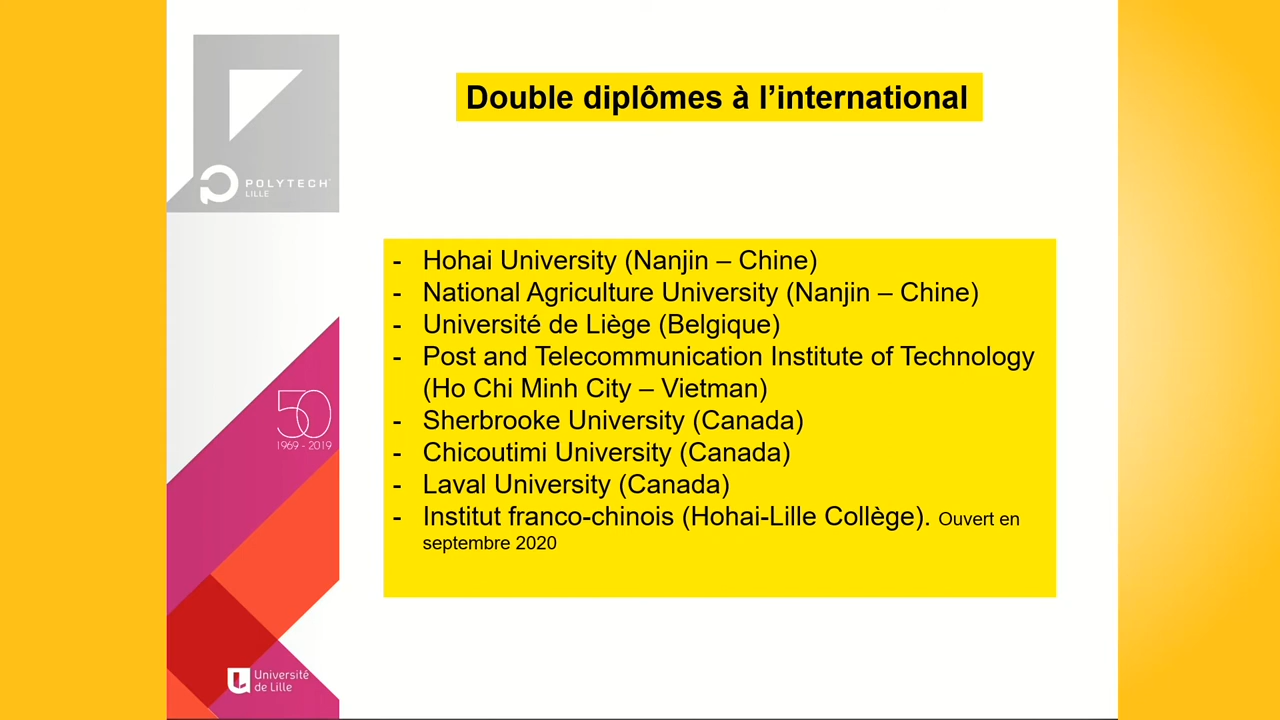 Double diplômes à l'international
POLYTECH
LILLE
- Hohai University (Nanjin – Chine)
- National Agriculture University (Nanjin – Chine)
- Université de Liège (Belgique)
- Post and Telecommunication Institute of Technology
(Ho Chi Minh City – Vietman)
- Sherbrooke University (Canada)
- Chicoutimi University (Canada)
- Laval University (Canada)
- Institut franco-chinois (Hohai-Lille Collège). Ouvert en
septembre 2020
50
1969 - 2019
Université
de Lille